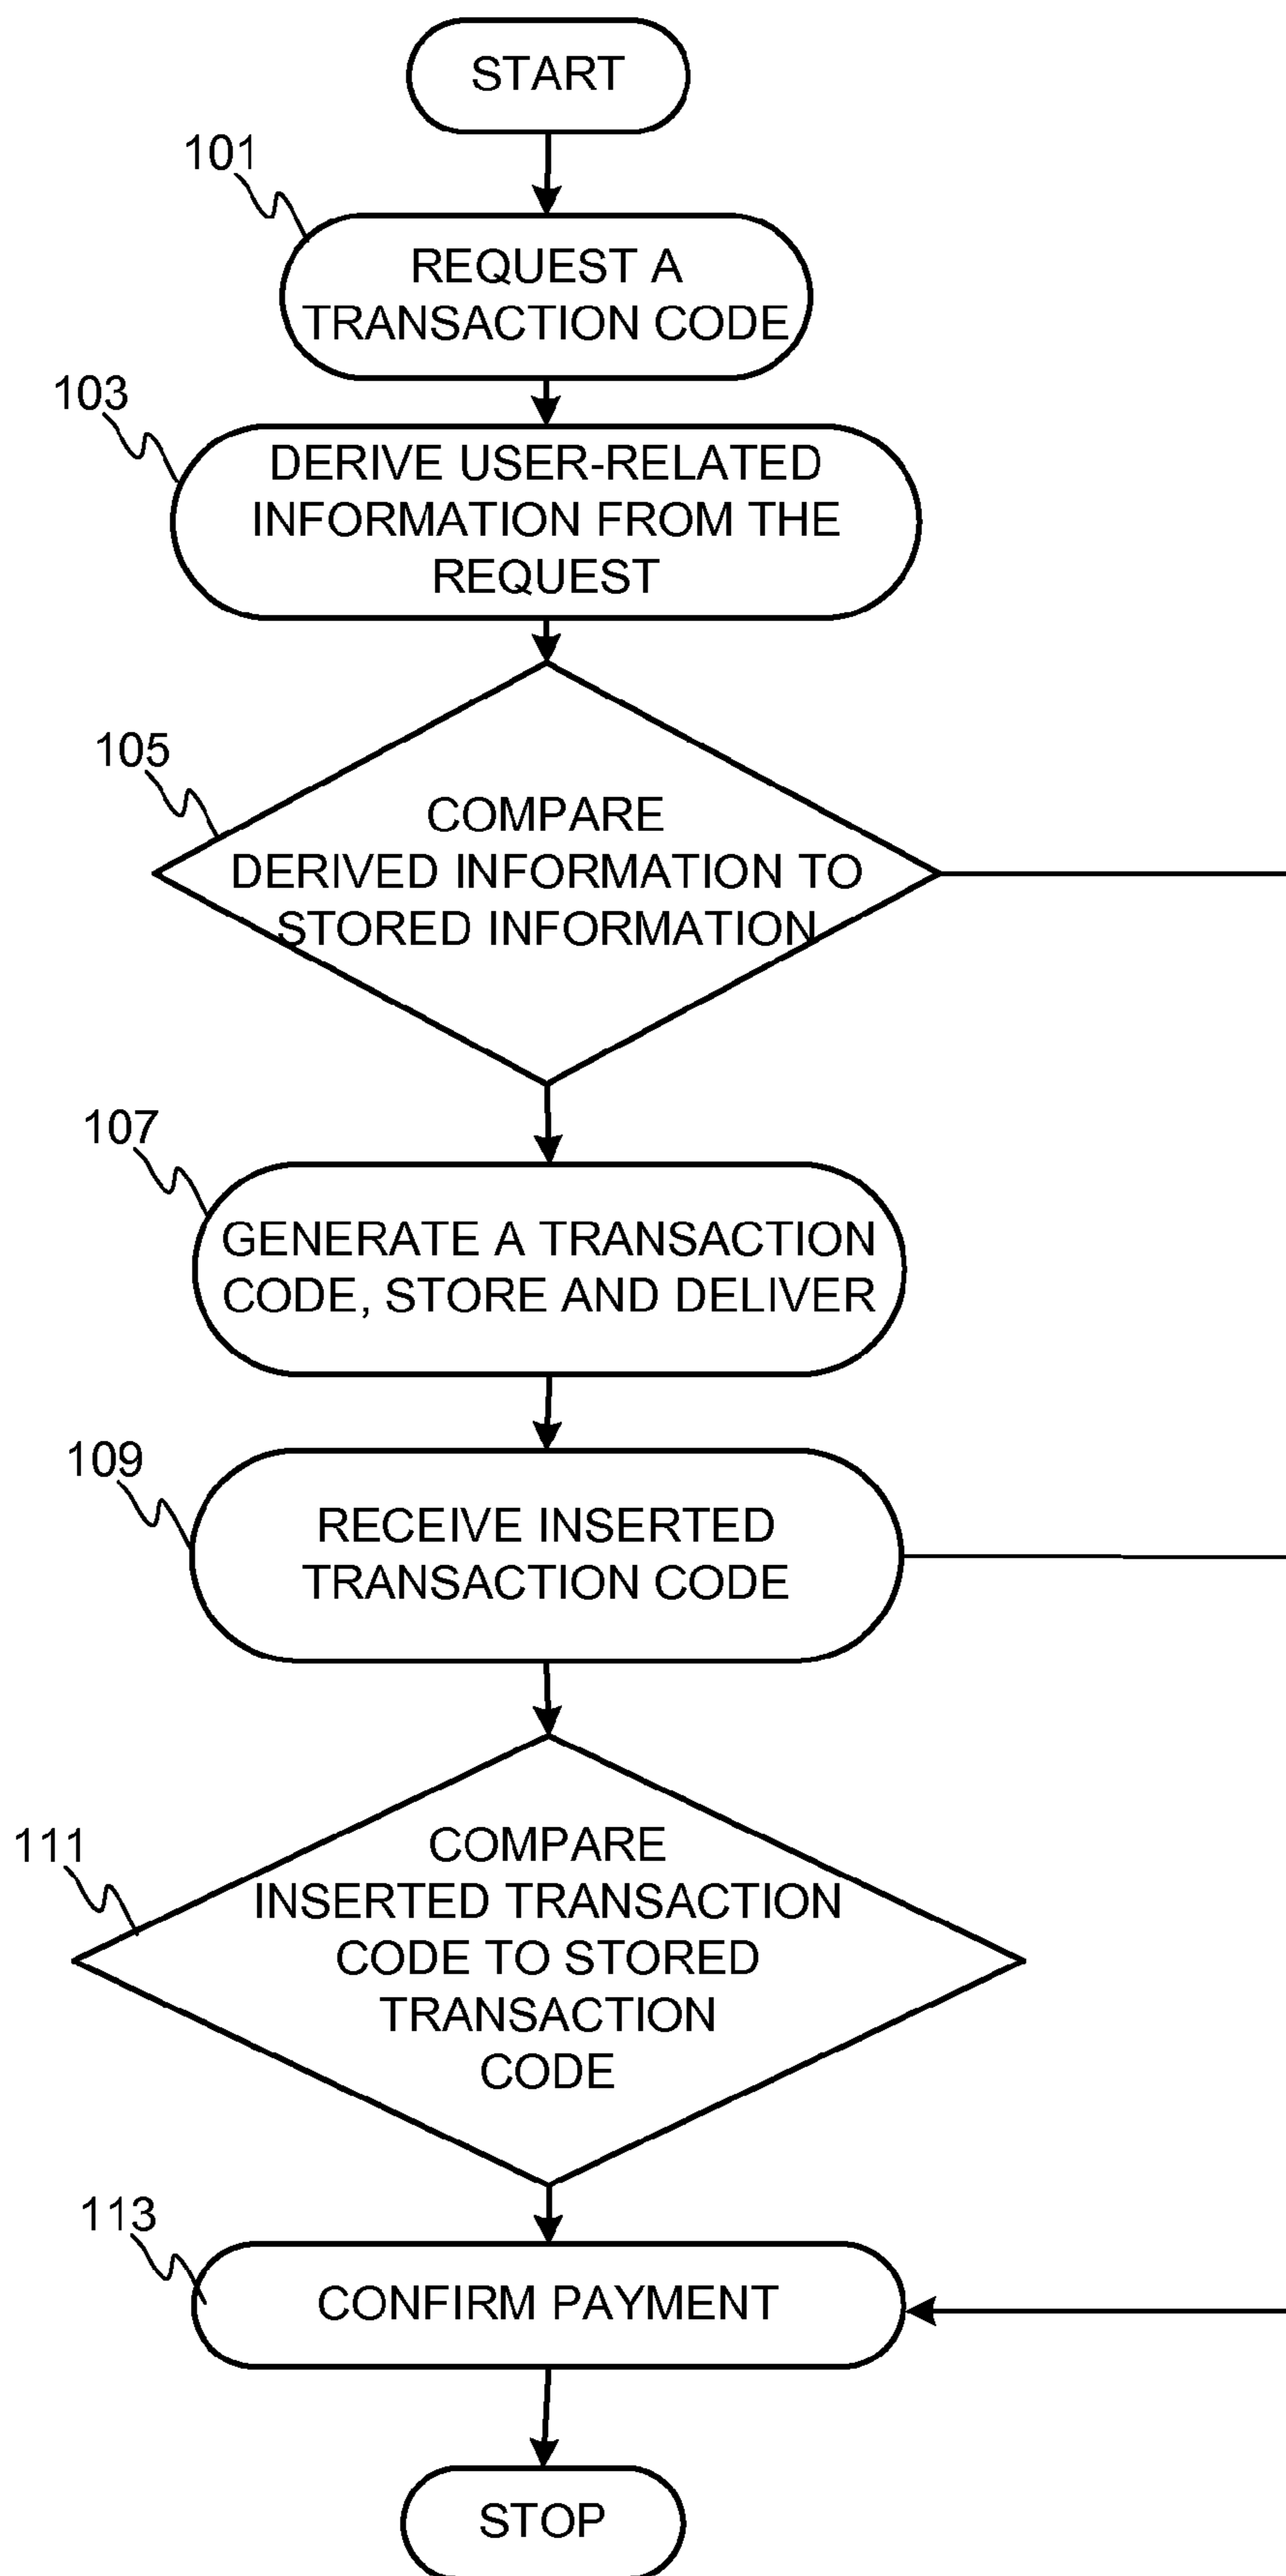 START
101
REQUEST A
TRANSACTION CODE
103
DERIVE USER-RELATED
INFORMATION FROM THE
REQUEST
105
COMPARE
DERIVED INFORMATION TO
STORED INFORMATION
107
GENERATE A TRANSACTION
CODE, STORE AND DELIVER
109
RECEIVE INSERTED
TRANSACTION CODE
111
COMPARE
INSERTED TRANSACTION
CODE TO STORED
TRANSACTION
CODE
113
CONFIRM PAYMENT
STOP